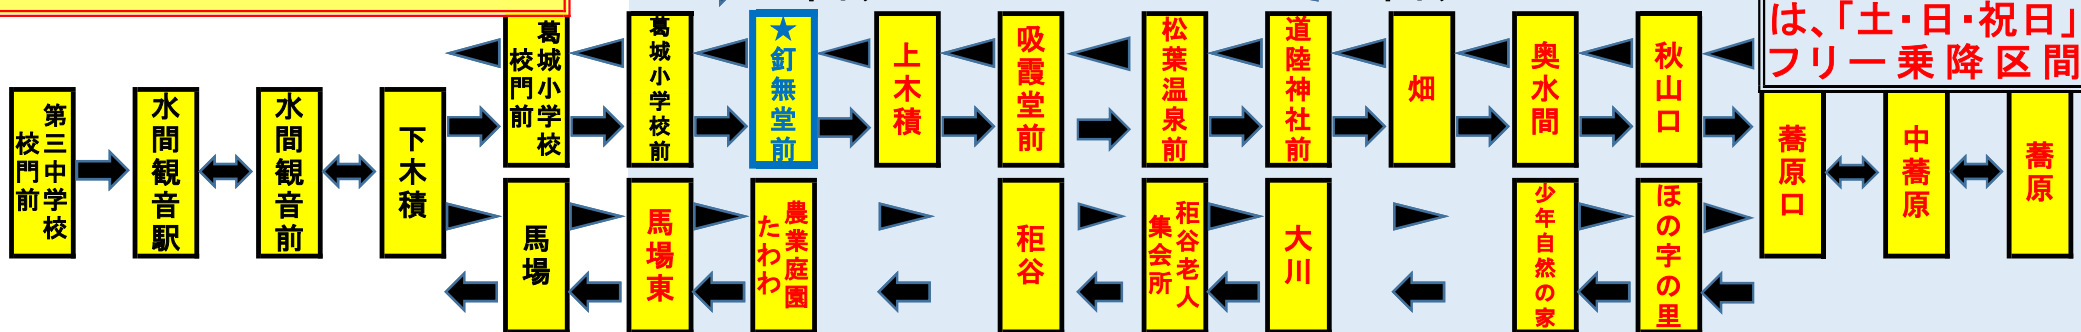 は、「土・日・祝日」
フリー乗降区間
葛城小学校
校門前
葛城小学校前
★釘無堂前
上木積
吸霞堂前
松葉温泉前
道陸神社前
畑
奥水間
秋山口
第三中学校
校門前
水間観音駅
水間観音前
下木積
蕎原口
中蕎原
蕎原
馬場
馬場東
農業庭園
たわわ
秬谷
秬谷老人
集会所
大川
少年自然の家
ほの字の里